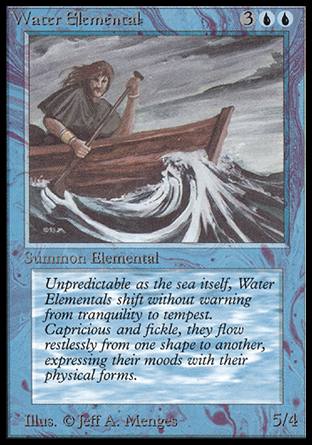 Water Elemental 3
Summon Elemental
Unpredictable as the sea itself, Water
Elementals shift without warning
from tranquility to tempest.
Capricious and fickle, they flow
restlessly from one shape to another,
expressing their moods with their
physical forms.
Illus. © Jeff A. Menges 5/4